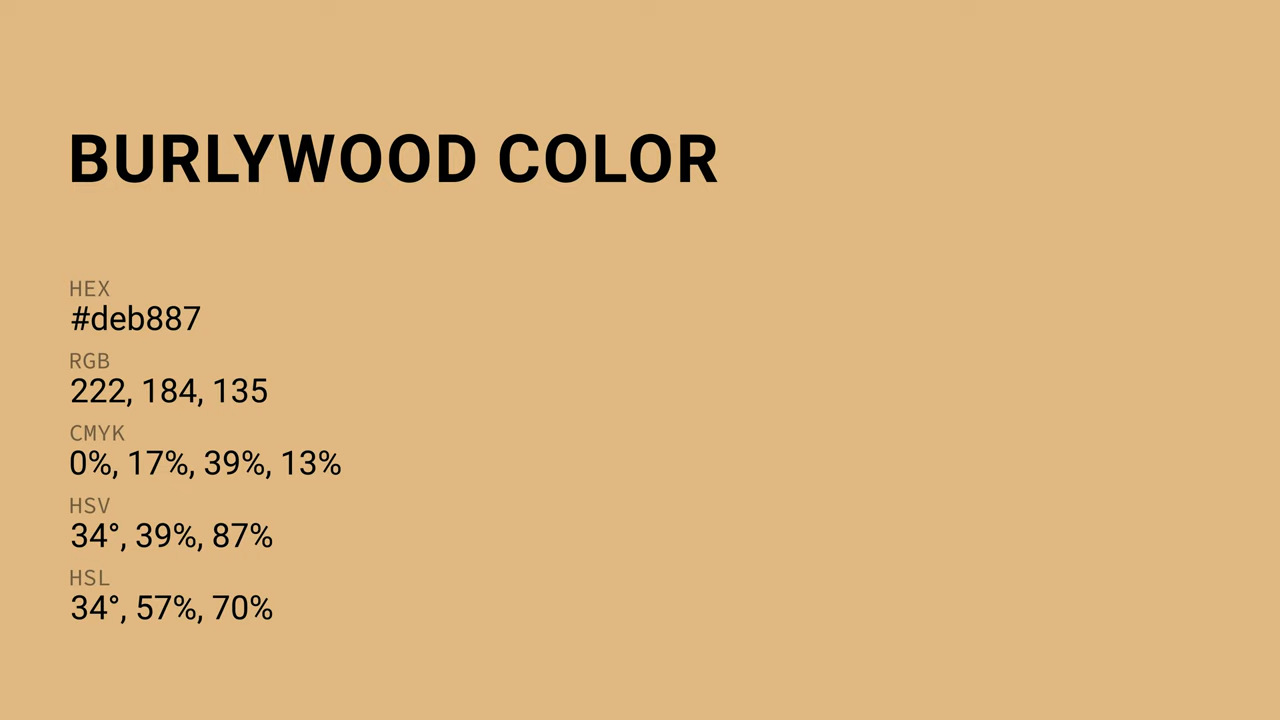 BURLYWOOD COLOR
HEX
#deb887
RGB
222, 184, 135
CMYK
0%, 17%, 39%, 13%
HSV
34°, 39%, 87%
HSL
34°, 57%, 70%